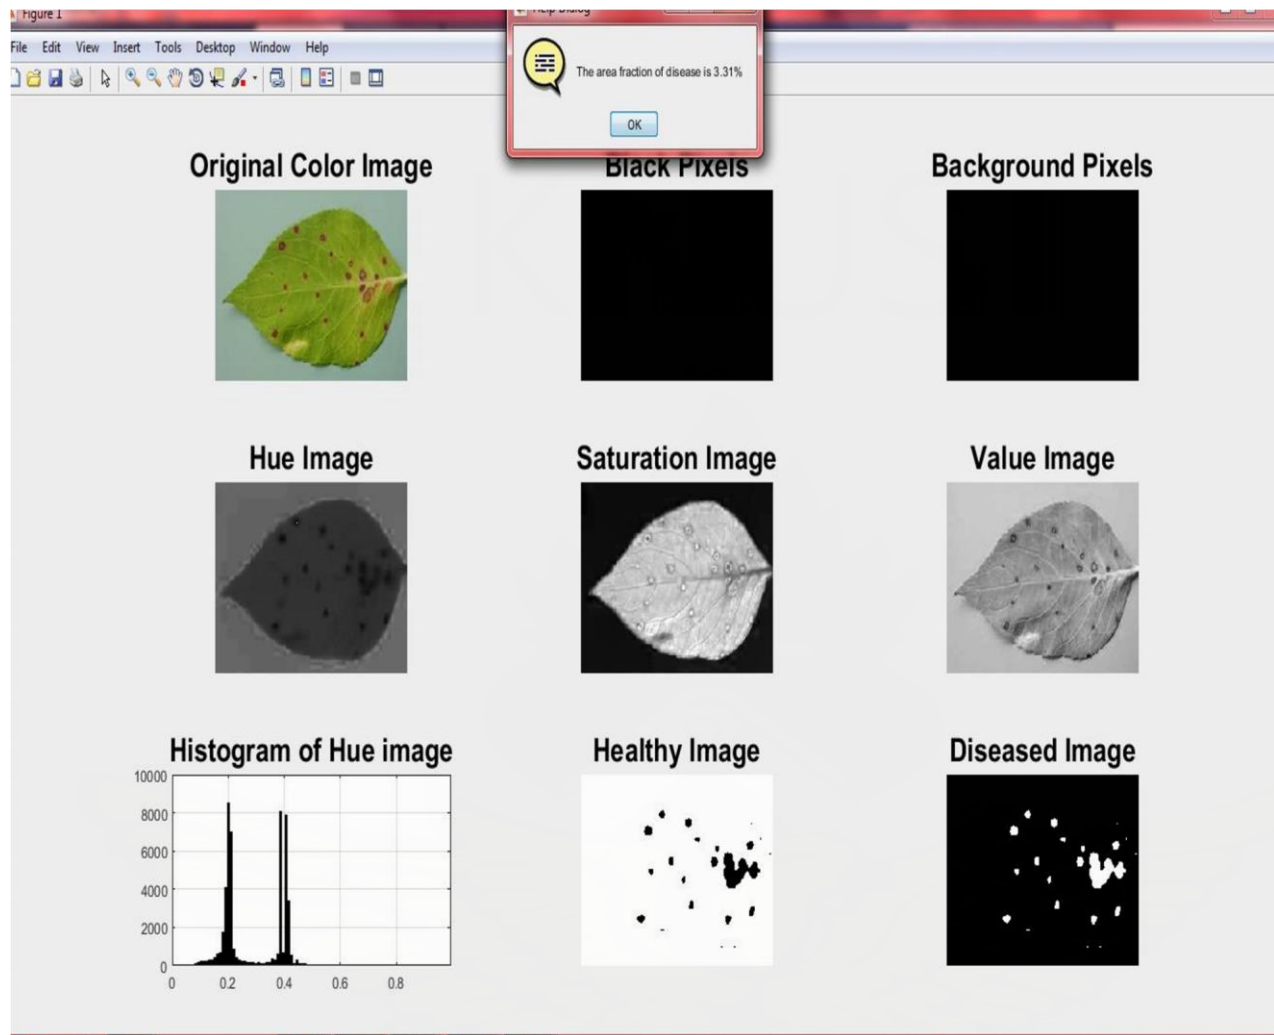 Figure 1
Help Dialog
File Edit View Insert Tools Desktop Window Help
The area fraction of disease is 3.31%
OK
Original Color Image
Black Pixels
Background Pixels
Hue Image
Saturation Image
Value Image
Histogram of Hue image
Healthy Image
Diseased Image
10000
8000
6000
4000
2000
0
0 0.2 0.4 0.6 0.8